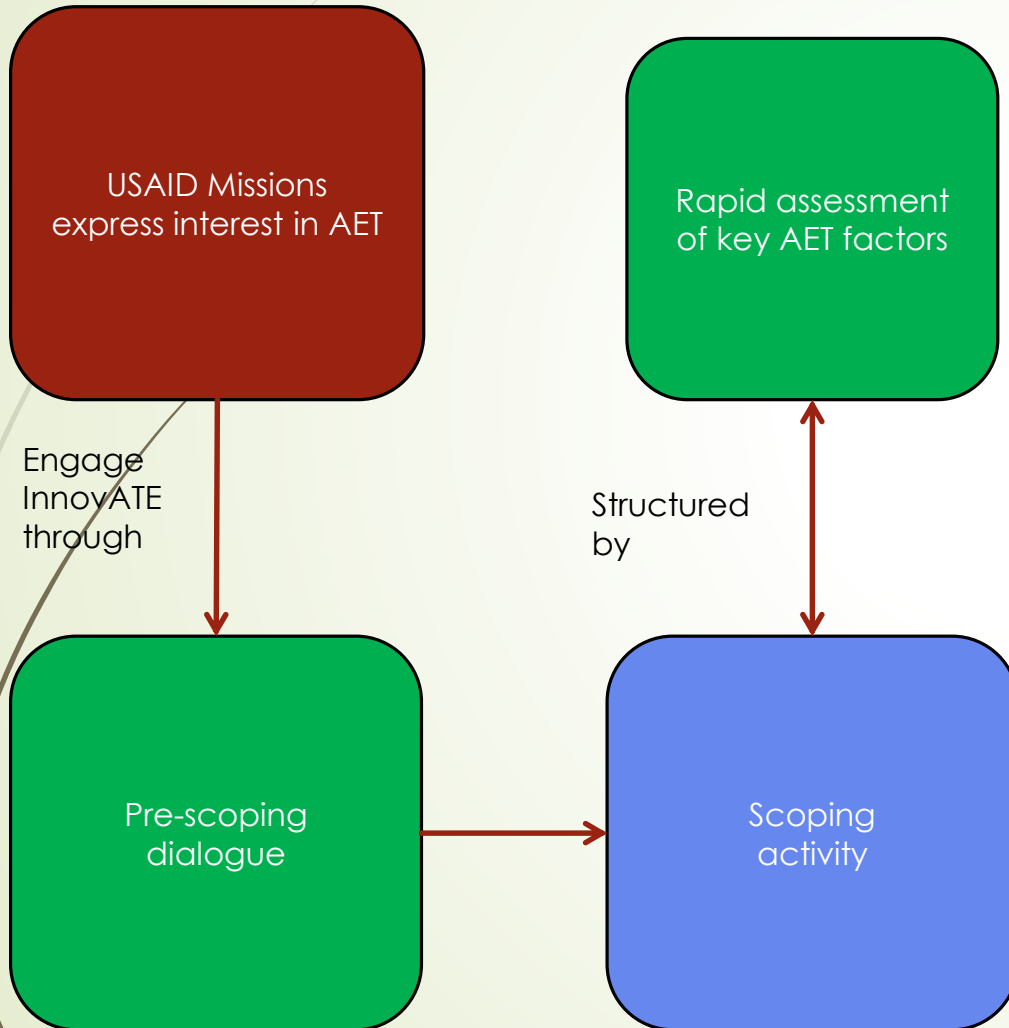 USAID Missions
express interest in AET
Rapid assessment
of key AET factors
Engage
InnovATE
through
Structured
by
Pre-scoping
dialogue
Scoping
activity